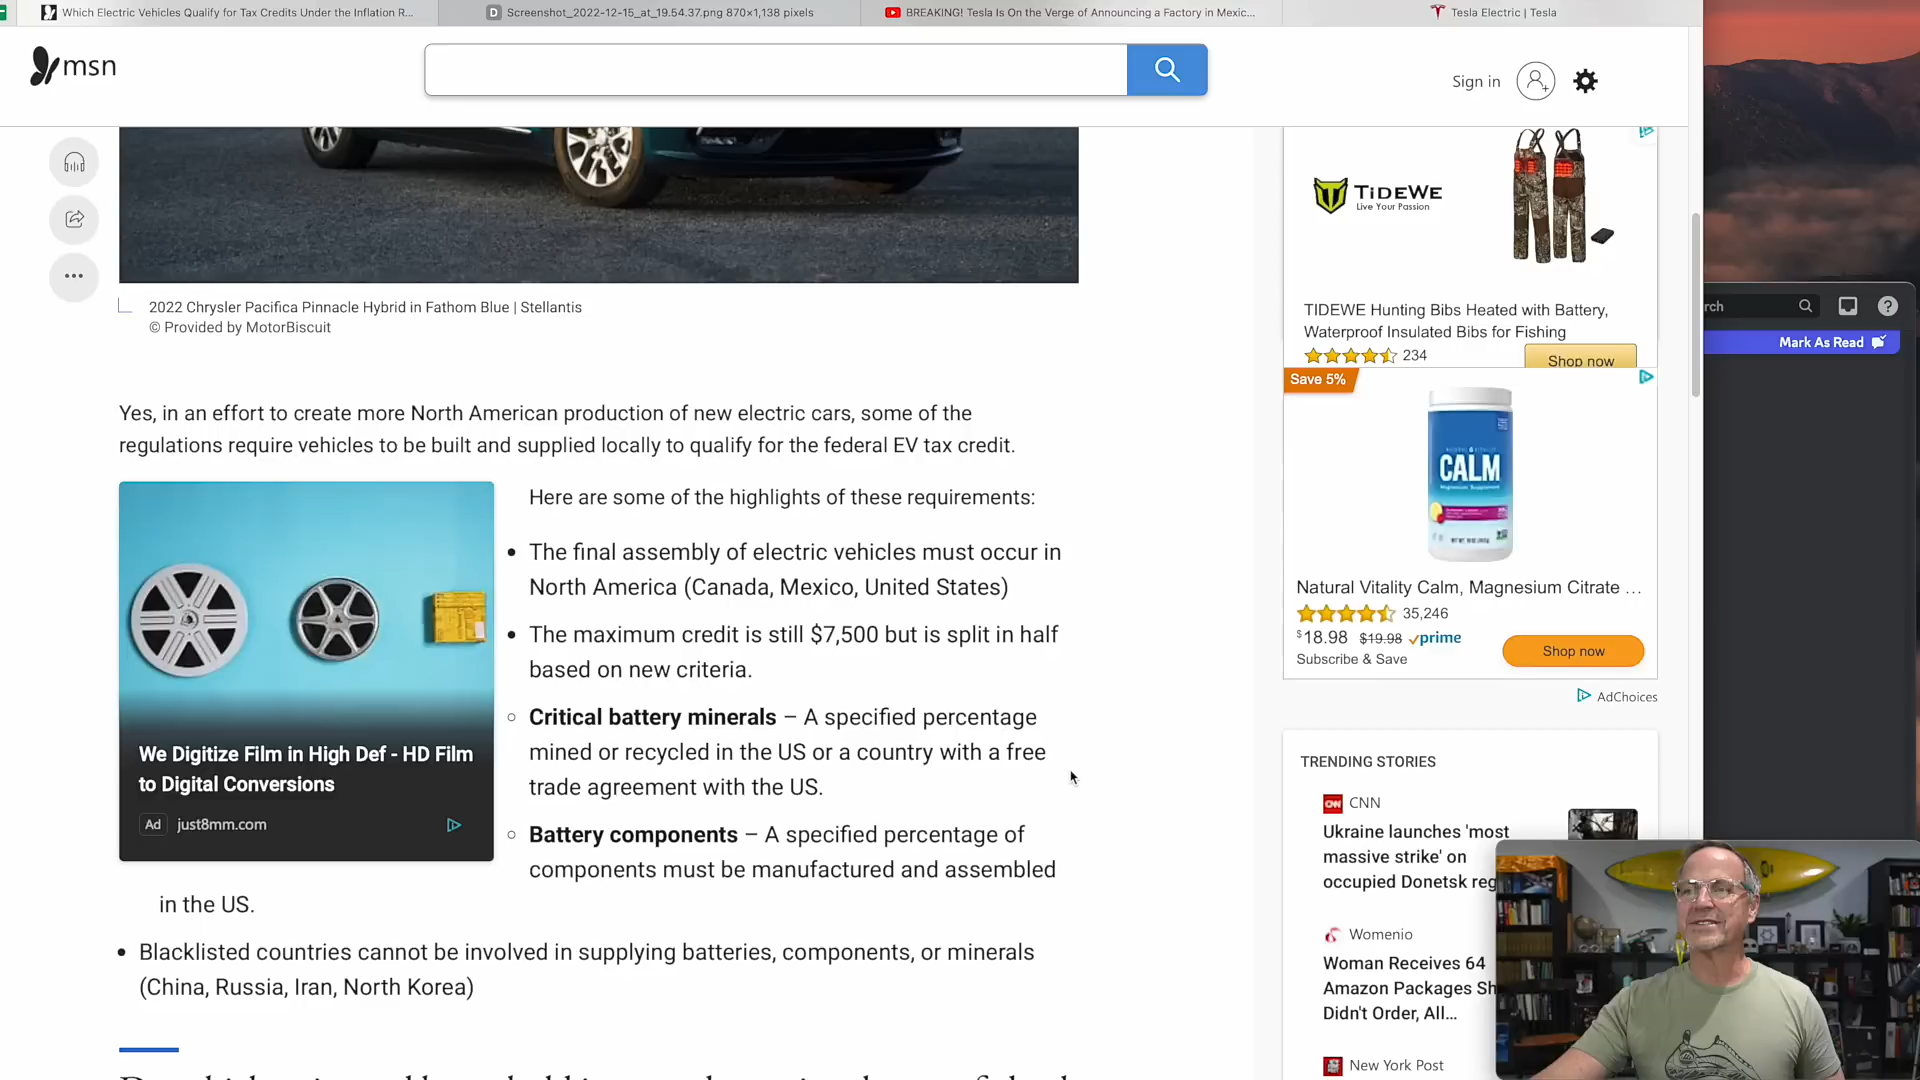 Which Electric Vehicles Qualify for Tax Credits Under the Inflation R...
Screenshot_2022-12-15_at_19.54.37.png 870×1,138 pixels
BREAKING! Tesla Is On the Verge of Announcing a Factory in Mexic...
Tesla Electric | Tesla
msn
Sign in
2022 Chrysler Pacifica Pinnacle Hybrid in Fathom Blue | Stellantis
© Provided by MotorBiscuit
Yes, in an effort to create more North American production of new electric cars, some of the
regulations require vehicles to be built and supplied locally to qualify for the federal EV tax credit.
We Digitize Film in High Def - HD Film
to Digital Conversions
Ad just8mm.com
Here are some of the highlights of these requirements:
• The final assembly of electric vehicles must occur in
North America (Canada, Mexico, United States)
• The maximum credit is still $7,500 but is split in half
based on new criteria.
○ Critical battery minerals – A specified percentage
mined or recycled in the US or a country with a free
trade agreement with the US.
○ Battery components – A specified percentage of
components must be manufactured and assembled
in the US.
• Blacklisted countries cannot be involved in supplying batteries, components, or minerals
(China, Russia, Iran, North Korea)
TIDEWE
Live Your Passion
TIDEWE Hunting Bibs Heated with Battery,
Waterproof Insulated Bibs for Fishing
234
Shop now
Save 5%
CALM
Natural Vitality Calm, Magnesium Citrate ...
35,246
$18.98 $19.98 prime
Subscribe & Save
Shop now
AdChoices
TRENDING STORIES
CNN
Ukraine launches 'most
massive strike' on
occupied Donetsk reg
Womenio
Woman Receives 64
Amazon Packages Sh
Didn't Order, All...
New York Post
rch
Mark As Read